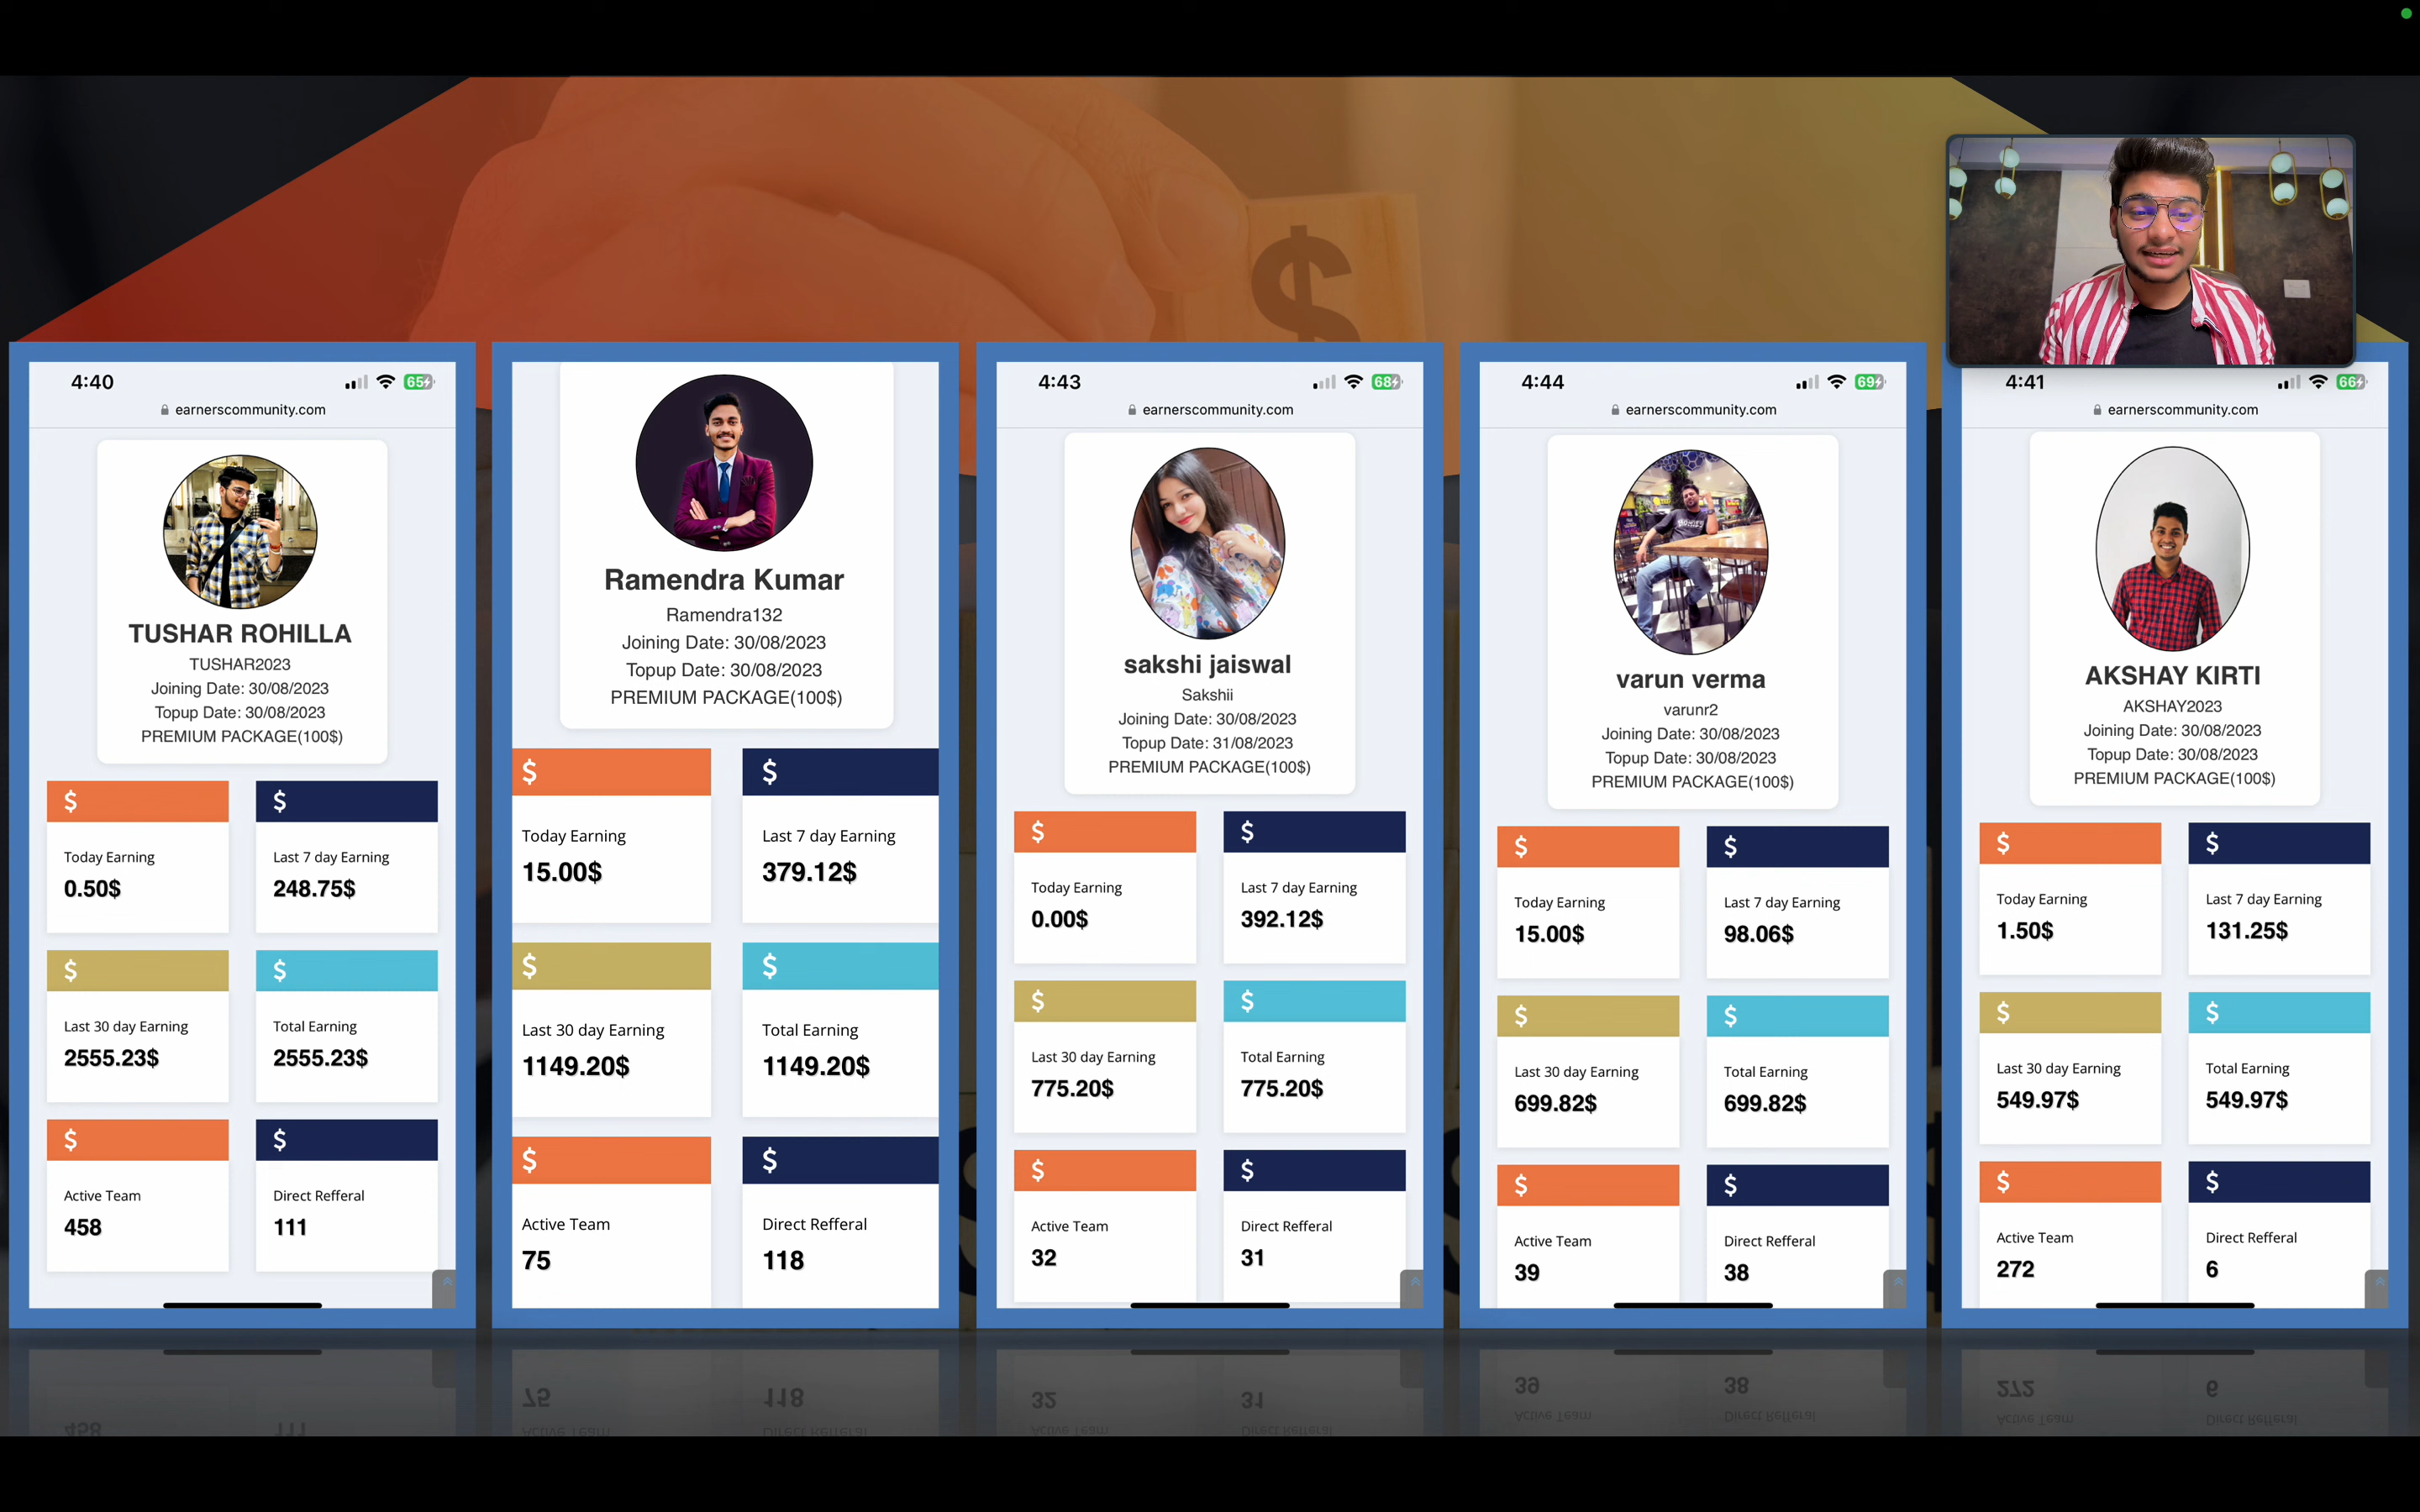 $
4:40
65
earnerscommunity.com
TUSHAR ROHILLA
TUSHAR2023
Joining Date: 30/08/2023
Topup Date: 30/08/2023
PREMIUM PACKAGE(100$)
$ $
Today Earning Last 7 day Earning
0.50$ 248.75$
$ $
Last 30 day Earning Total Earning
2555.23$ 2555.23$
$ $
Active Team Direct Refferal
458 111
Ramendra Kumar
Ramendra132
Joining Date: 30/08/2023
Topup Date: 30/08/2023
PREMIUM PACKAGE(100$)
$ $
Today Earning Last 7 day Earning
15.00$ 379.12$
$ $
Last 30 day Earning Total Earning
1149.20$ 1149.20$
$ $
Active Team Direct Refferal
75 118
4:43
68
earnerscommunity.com
sakshi jaiswal
Sakshii
Joining Date: 30/08/2023
Topup Date: 31/08/2023
PREMIUM PACKAGE(100$)
$ $
Today Earning Last 7 day Earning
0.00$ 392.12$
$ $
Last 30 day Earning Total Earning
775.20$ 775.20$
$ $
Active Team Direct Refferal
32 31
4:44
69
earnerscommunity.com
varun verma
varunr2
Joining Date: 30/08/2023
Topup Date: 30/08/2023
PREMIUM PACKAGE(100$)
$ $
Today Earning Last 7 day Earning
15.00$ 98.06$
$ $
Last 30 day Earning Total Earning
699.82$ 699.82$
$ $
Active Team Direct Refferal
39 38
4:41
66
earnerscommunity.com
AKSHAY KIRTI
AKSHAY2023
Joining Date: 30/08/2023
Topup Date: 30/08/2023
PREMIUM PACKAGE(100$)
$ $
Today Earning Last 7 day Earning
1.50$ 131.25$
$ $
Last 30 day Earning Total Earning
549.97$ 549.97$
$ $
Active Team Direct Refferal
272 6